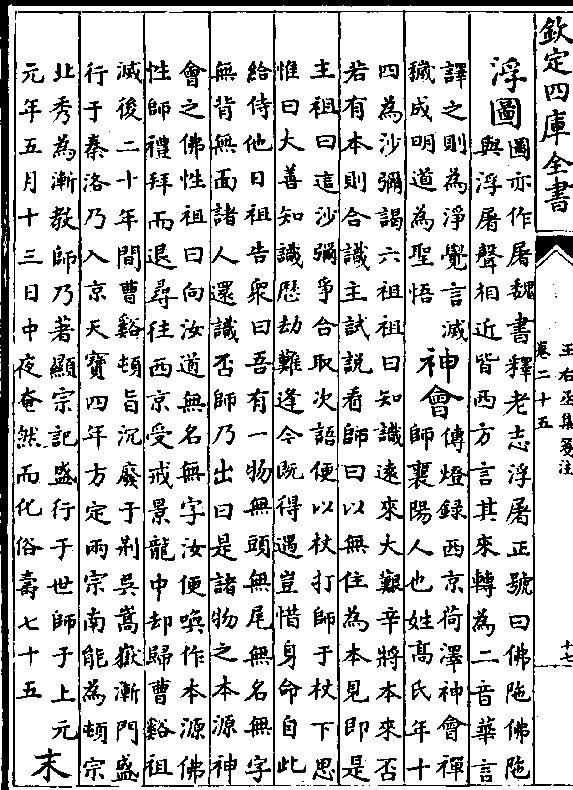 欽定四庫全書
王右丞集箋注
卷二十五
十七
浮圖
圖亦作屠魏書釋老志浮屠正號曰佛陁佛陁
與浮屠聲相近皆西方言其來轉為二音華言
譯之則為淨覺言滅
穢成明道為聖悟
神會
傳燈録西京荷澤神會禪
師襄陽人也姓髙氏年十
四為沙彌謁六祖祖曰知識逺來大艱辛將本來否
若有本則合識主試説看師曰以無住為本見即是
主祖曰這沙彌爭合取次語便以杖打師于杖下思
惟曰大善知識歴劫難逢今既得遇豈惜身命自此
給侍他日祖告衆曰吾有一物無頭無尾無名無字
無背無面諸人還識否師乃出曰是諸物之本源神
會之佛性祖曰向汝道無名無字汝便喚作本源佛
性師禮拜而退尋往西京受戒景龍中却歸曹谿祖
滅後二十年間曹谿頓㫖沉廢于荆吳嵩嶽漸門盛
行于秦洛乃入京天寳四年方定兩宗南能為頓宗
北秀為漸教師乃著顯宗記盛行于世師于上元
元年五月十三日中夜奄然而化俗壽七十五
末